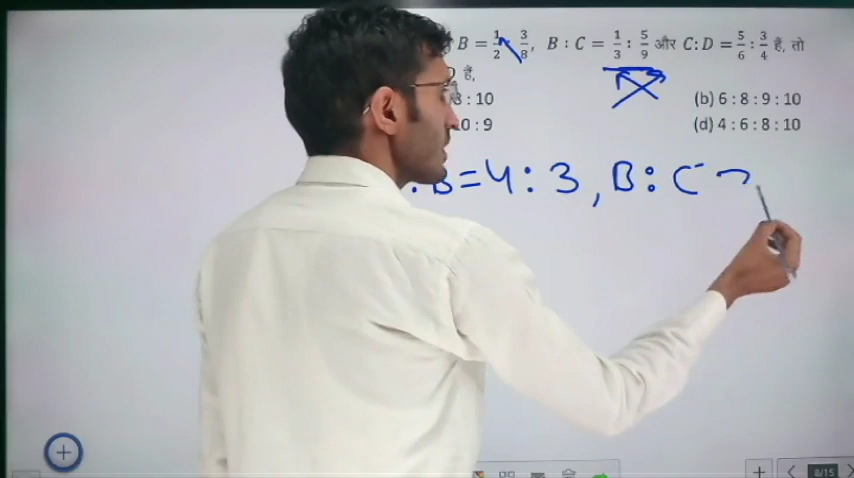 B = 1/2 : 3/8, B : C = 1/3 : 5/9 और C:D = 5/6 : 3/4 है, तो
हैं,
8 : 10
(b) 6 : 8 : 9 : 10
0 : 9
(d) 4 : 6 : 8 : 10
: B = 4 : 3, B : C
8/15